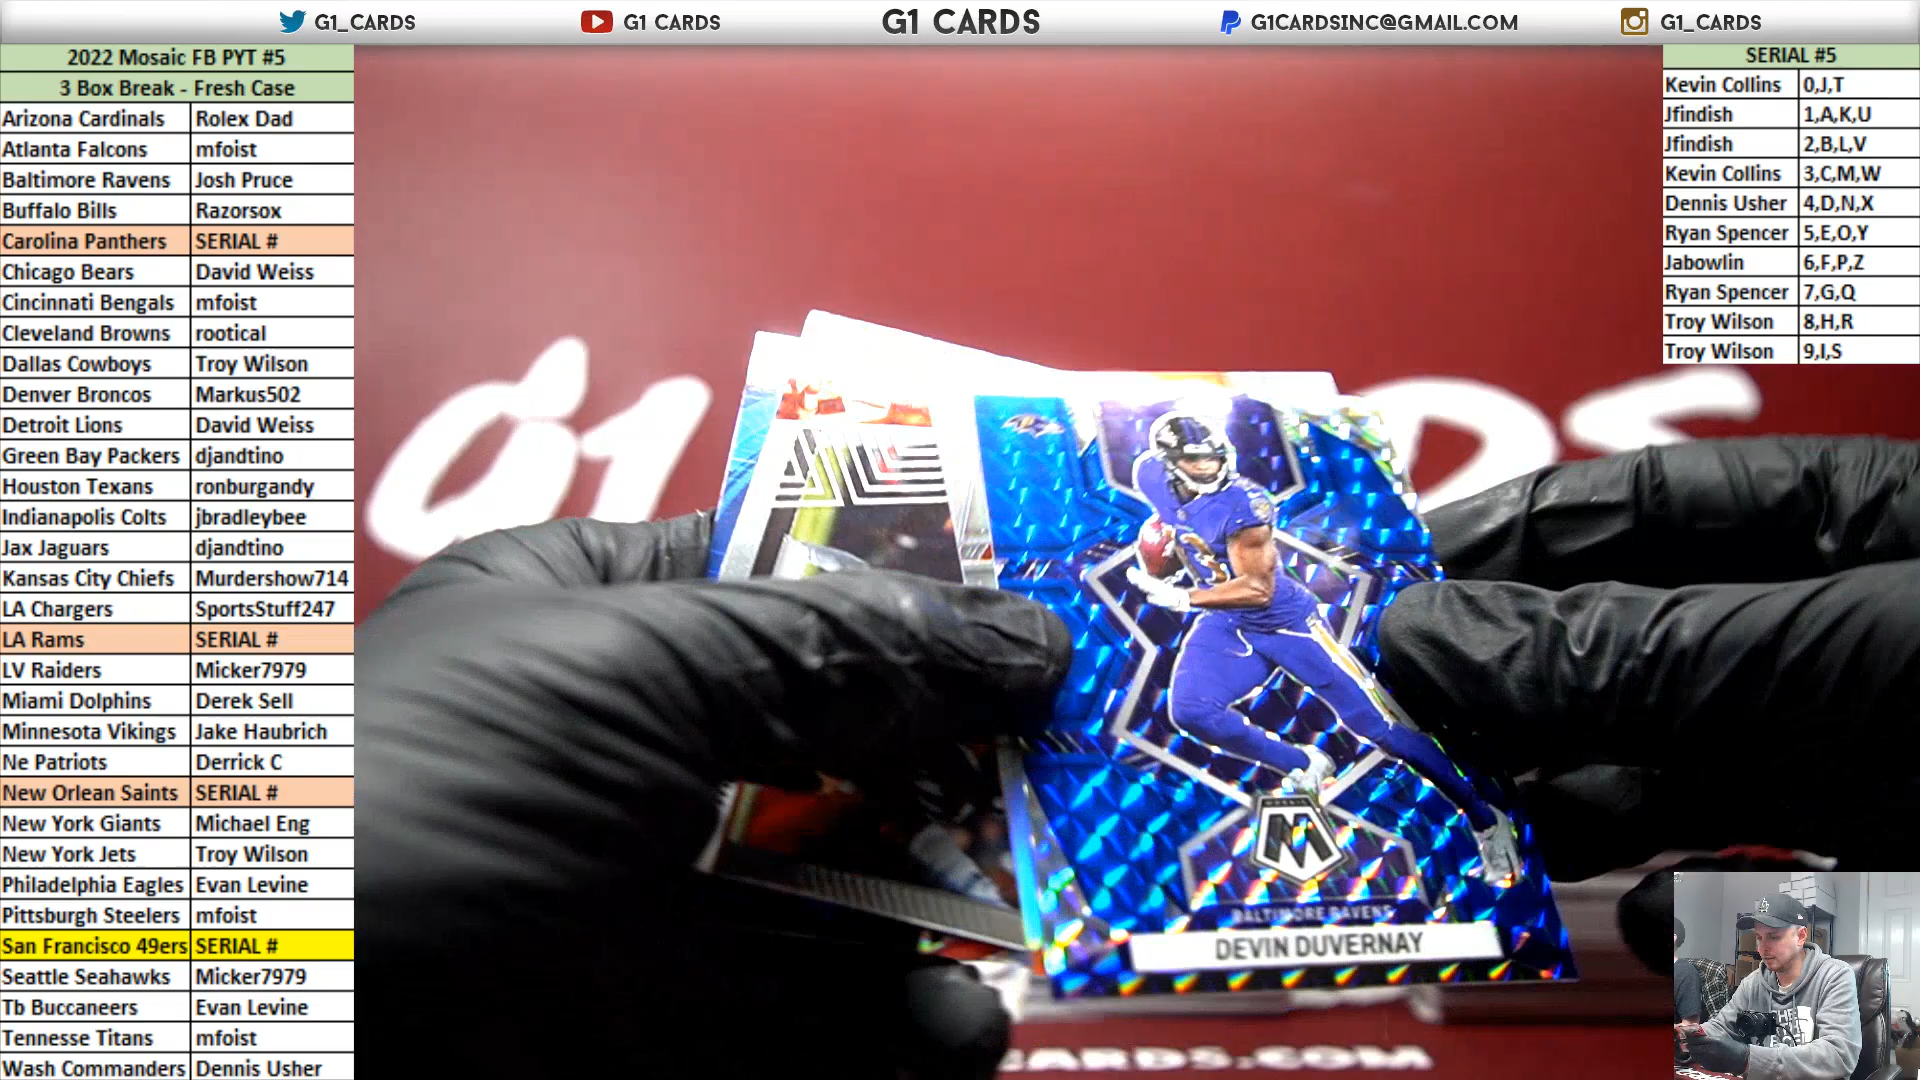 G1_CARDS
G1 CARDS
G1 CARDS
G1CARDSINC@GMAIL.COM
G1_CARDS
2022 Mosaic FB PYT #5
3 Box Break - Fresh Case
Arizona Cardinals Rolex Dad
Atlanta Falcons mfoist
Baltimore Ravens Josh Pruce
Buffalo Bills Razorsox
Carolina Panthers SERIAL #
Chicago Bears David Weiss
Cincinnati Bengals mfoist
Cleveland Browns rootical
Dallas Cowboys Troy Wilson
Denver Broncos Markus502
Detroit Lions David Weiss
Green Bay Packers djandtino
Houston Texans ronburgandy
Indianapolis Colts jbradleybee
Jax Jaguars djandtino
Kansas City Chiefs Murdershow714
LA Chargers SportsStuff247
LA Rams SERIAL #
LV Raiders Micker7979
Miami Dolphins Derek Sell
Minnesota Vikings Jake Haubrich
Ne Patriots Derrick C
New Orlean Saints SERIAL #
New York Giants Michael Eng
New York Jets Troy Wilson
Philadelphia Eagles Evan Levine
Pittsburgh Steelers mfoist
San Francisco 49ers SERIAL #
Seattle Seahawks Micker7979
Tb Buccaneers Evan Levine
Tennesse Titans mfoist
Wash Commanders Dennis Usher
SERIAL #5
Kevin Collins 0,J,T
Jfindish 1,A,K,U
Jfindish 2,B,L,V
Kevin Collins 3,C,M,W
Dennis Usher 4,D,N,X
Ryan Spencer 5,E,O,Y
Jabowlin 6,F,P,Z
Ryan Spencer 7,G,Q
Troy Wilson 8,H,R
Troy Wilson 9,I,S
G1
RDS
MOSAIC
M
BALTIMORE RAVENS
DEVIN DUVERNAY
CARDS.COM